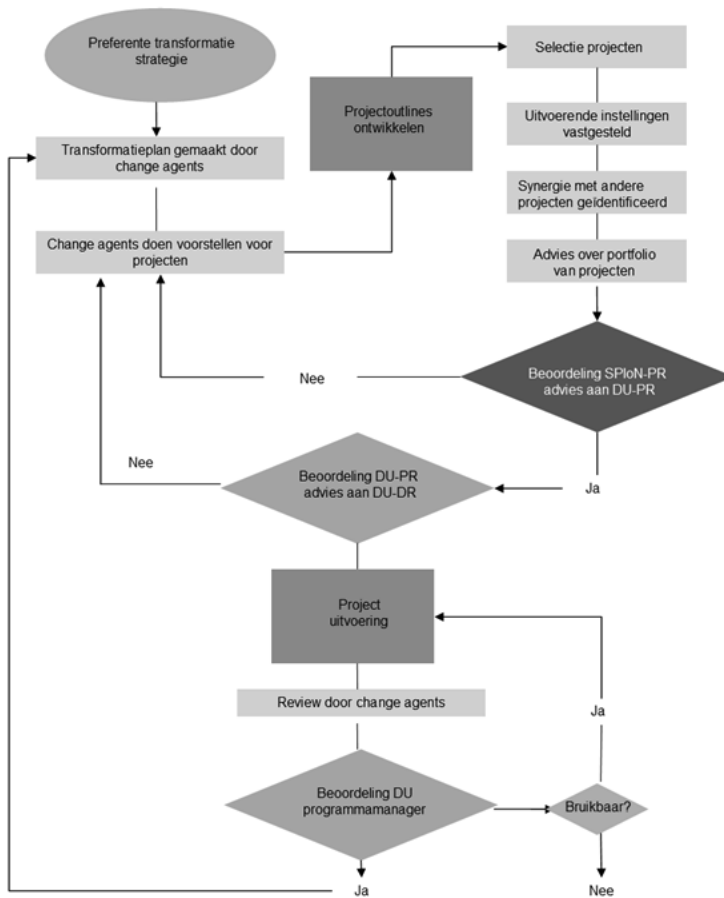 Preferente transformatie
strategie
Transformatieplan gemaakt door
change agents
Change agents doen voorstellen voor
projecten
Projectoutlines
ontwikkelen
Selectie projecten
Uitvoerende instellingen
vastgesteld
Synergie met andere
projecten geïdentificeerd
Advies over portfolio
van projecten
Beoordeling SPIoN-PR
advies aan DU-PR
Nee
Ja
Beoordeling DU-PR
advies aan DU-DR
Nee
Project
uitvoering
Review door change agents
Beoordeling DU
programmamanager
Bruikbaar?
Ja
Nee
Ja